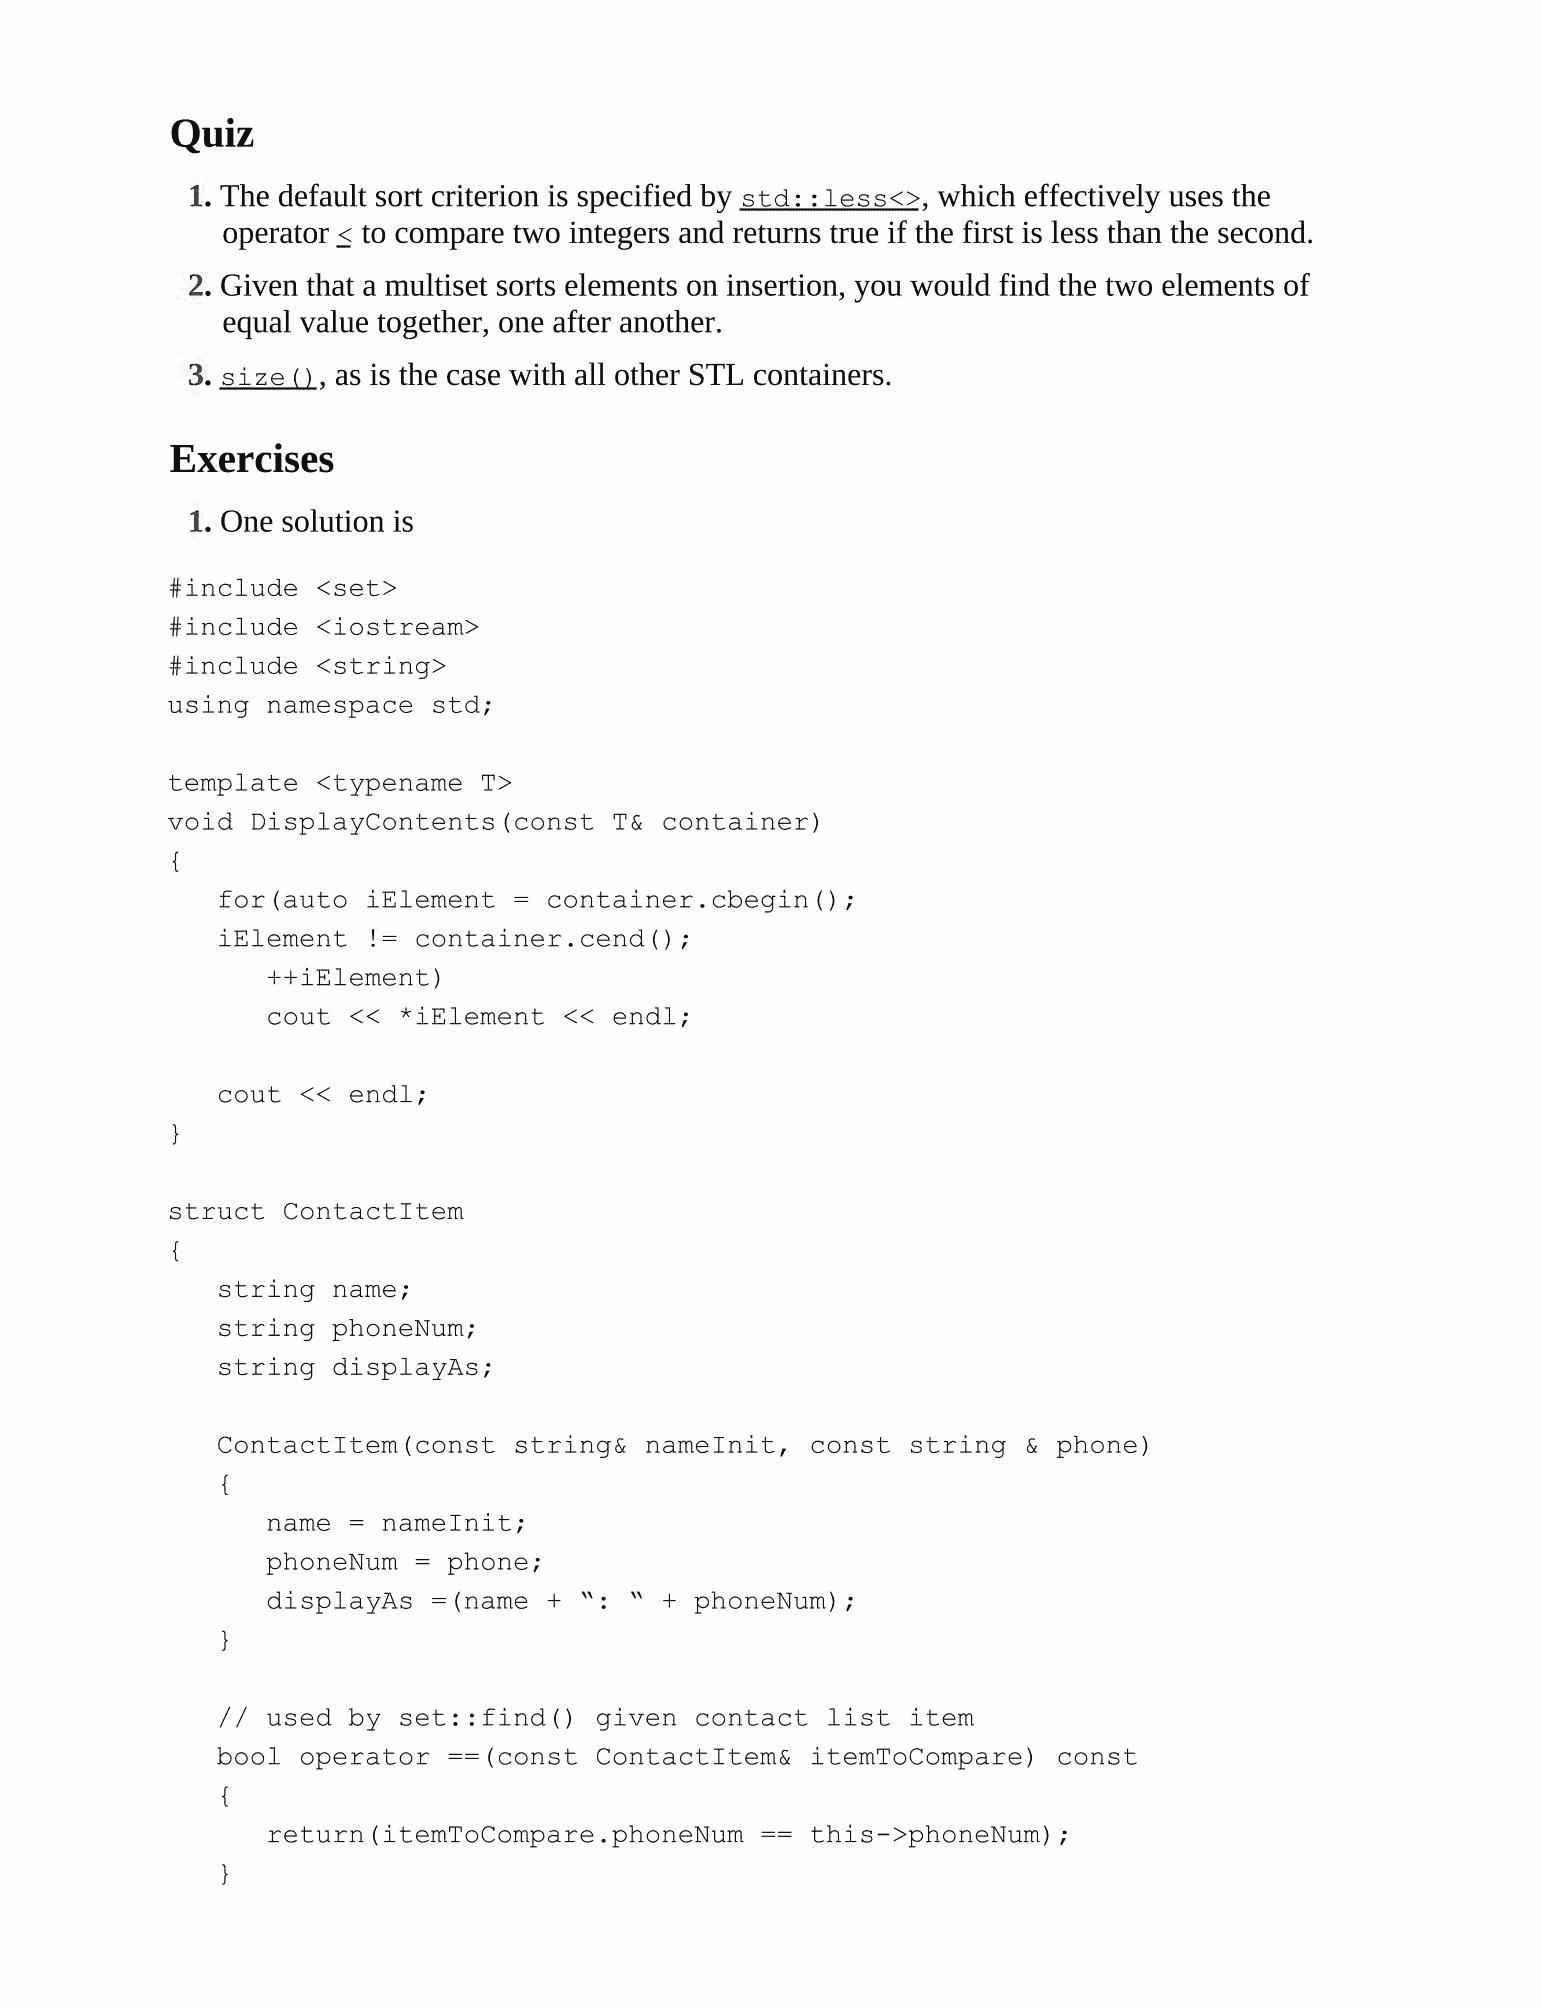 Quiz
1. The default sort criterion is specified by std::less<>, which effectively uses the
operator < to compare two integers and returns true if the first is less than the second.
2. Given that a multiset sorts elements on insertion, you would find the two elements of
equal value together, one after another.
3. size(), as is the case with all other STL containers.
Exercises
1. One solution is
#include <set>
#include <iostream>
#include <string>
using namespace std;
template <typename T>
void DisplayContents(const T& container)
{
   for(auto iElement = container.cbegin();
   iElement != container.cend();
      ++iElement)
      cout << *iElement << endl;
   cout << endl;
}
struct ContactItem
{
   string name;
   string phoneNum;
   string displayAs;
   ContactItem(const string& nameInit, const string & phone)
   {
      name = nameInit;
      phoneNum = phone;
      displayAs =(name + “: “ + phoneNum);
   }
   // used by set::find() given contact list item
   bool operator ==(const ContactItem& itemToCompare) const
   {
      return(itemToCompare.phoneNum == this->phoneNum);
   }